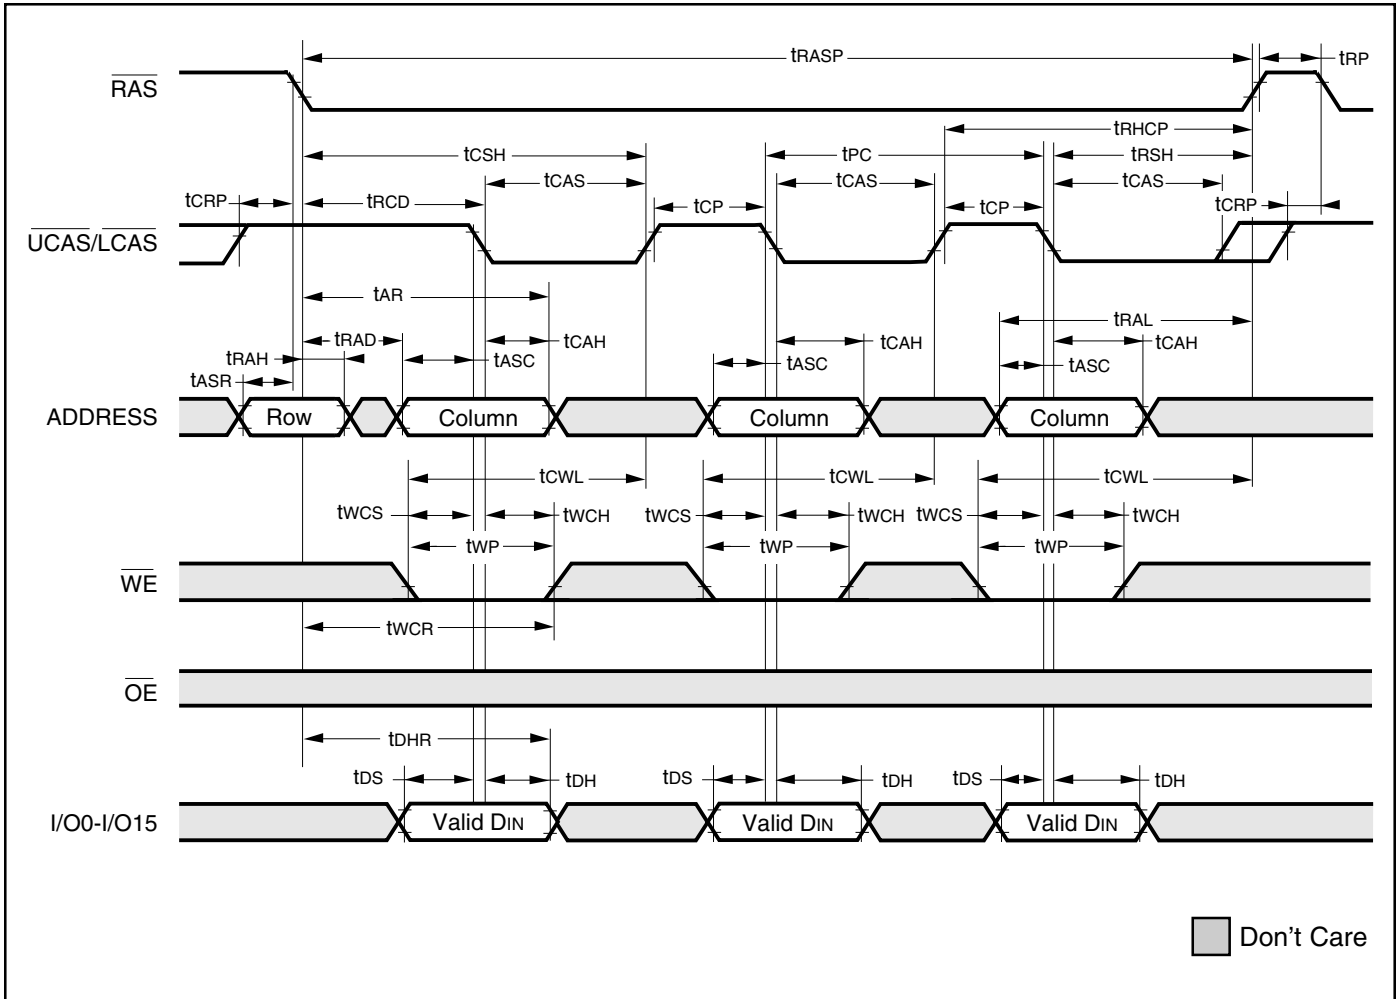 tRASP
tRP
RAS
tRHCP
tCSH
tPC
tRSH
tCAS
tCAS
tCAS
tCRP
tRCD
tCP
tCP
tCRP
UCAS/LCAS
tAR
tRAL
tRAD
tCAH
tCAH
tCAH
tRAH
tASC
tASC
tASC
tASR
ADDRESS
Row
Column
Column
Column
tCWL
tCWL
tCWL
tWCS
tWCH
tWCS
tWCH
tWCS
tWCH
tWP
tWP
tWP
WE
tWCR
OE
tDHR
tDS
tDH
tDS
tDH
tDS
tDH
I/O0-I/O15
Valid DIN
Valid DIN
Valid DIN
Don't Care